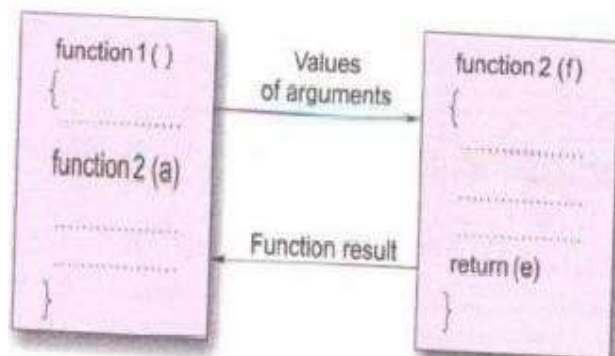 function 1 ( )
{
..................
function 2 (a)
..................
..................
}
Values
of arguments
Function result
function 2 (f)
{
..................
..................
..................
return (e)
}